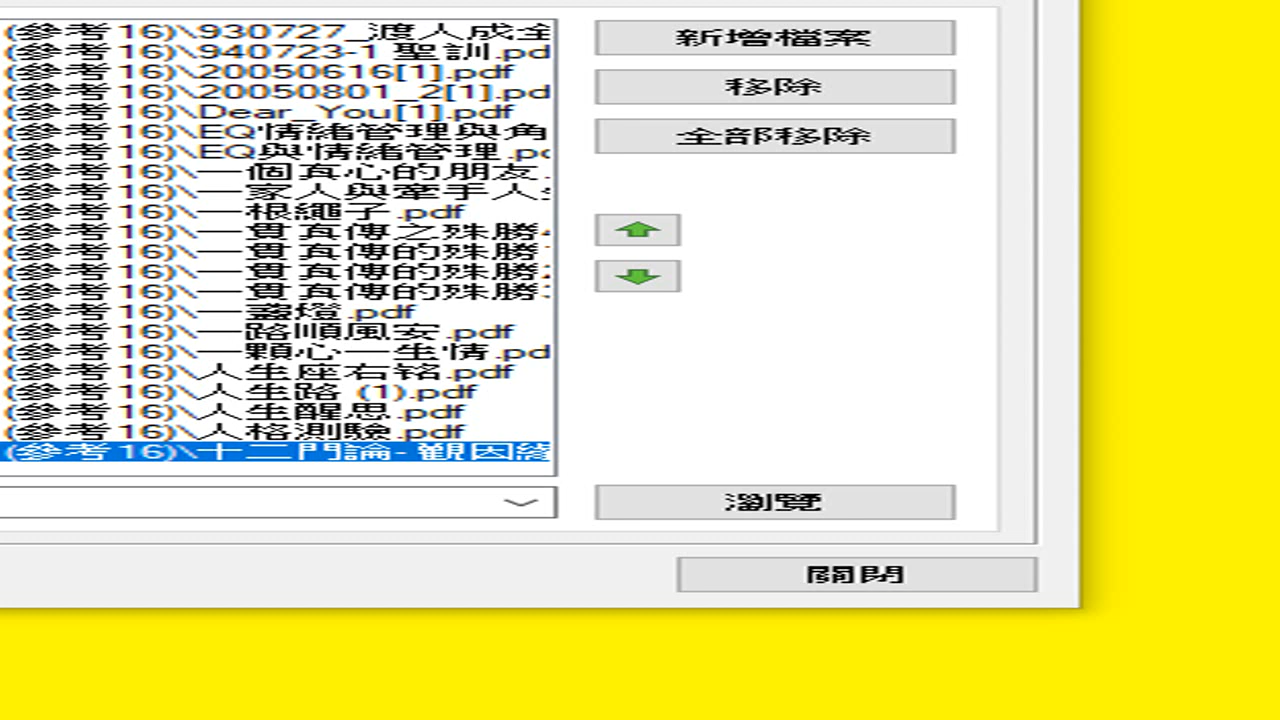 (參考16)\930727_渡人成全
(參考16)\940723-1 聖訓.pd
(參考16)\20050616[1].pdf
(參考16)\20050801_2[1].pd
(參考16)\Dear_You[1].pdf
(參考16)\EQ情緒管理與角
(參考16)\EQ與情緒管理.pd
(參考16)\一個真心的朋友.
(參考16)\一家人與牽手人生
(參考16)\一根繩子.pdf
(參考16)\一貫真傳之殊勝
(參考16)\一貫真傳的殊勝
(參考16)\一貫真傳的殊勝
(參考16)\一貫真傳的殊勝
(參考16)\一盞燈.pdf
(參考16)\一路順風安.pdf
(參考16)\一顆心一生情.pd
(參考16)\人生座右铭.pdf
(參考16)\人生路 (1).pdf
(參考16)\人生醒思.pdf
(參考16)\人格測驗.pdf
(參考16)\十二門論-觀因緣
新增檔案
移除
全部移除
瀏覽
關閉